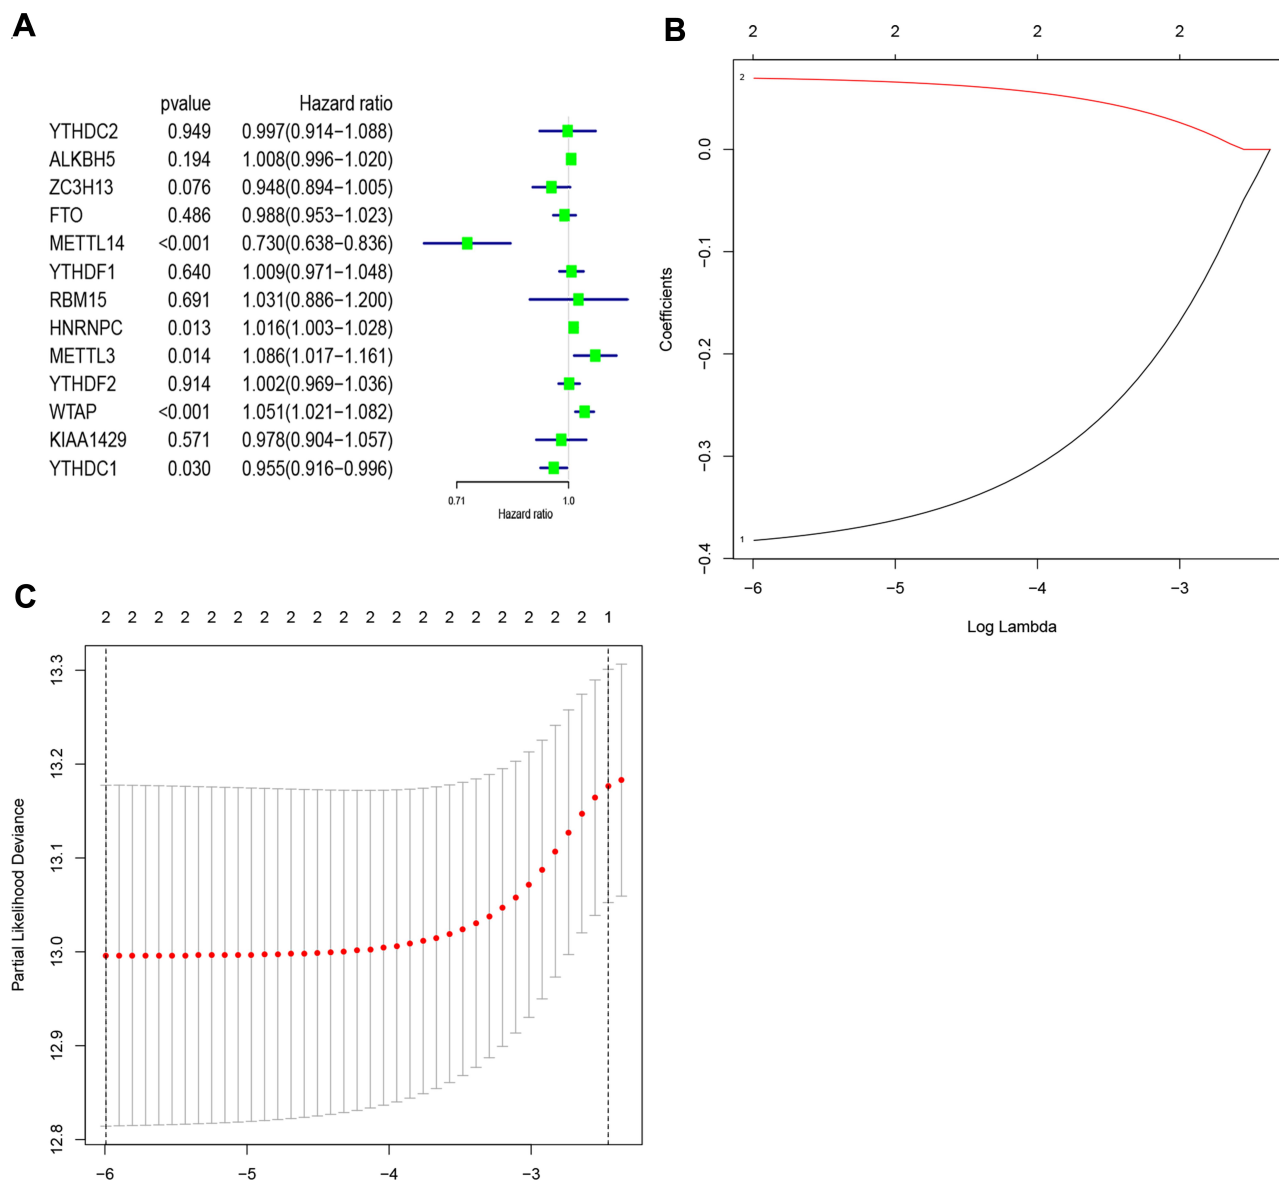 A
pvalue Hazard ratio
YTHDC2 0.949 0.997(0.914−1.088)
ALKBH5 0.194 1.008(0.996−1.020)
ZC3H13 0.076 0.948(0.894−1.005)
FTO 0.486 0.988(0.953−1.023)
METTL14 <0.001 0.730(0.638−0.836)
YTHDF1 0.640 1.009(0.971−1.048)
RBM15 0.691 1.031(0.886−1.200)
HNRNPC 0.013 1.016(1.003−1.028)
METTL3 0.014 1.086(1.017−1.161)
YTHDF2 0.914 1.002(0.969−1.036)
WTAP <0.001 1.051(1.021−1.082)
KIAA1429 0.571 0.978(0.904−1.057)
YTHDC1 0.030 0.955(0.916−0.996)
0.71 1.0
Hazard ratio
B
2 2 2 2
2
1
0.0
−0.1
−0.2
−0.3
−0.4
Coefficients
−6 −5 −4 −3
Log Lambda
C
2 2 2 2 2 2 2 2 2 2 2 2 2 2 2 2 2 2 2 1
13.3
13.2
13.1
13.0
12.9
12.8
Partial Likelihood Deviance
−6 −5 −4 −3